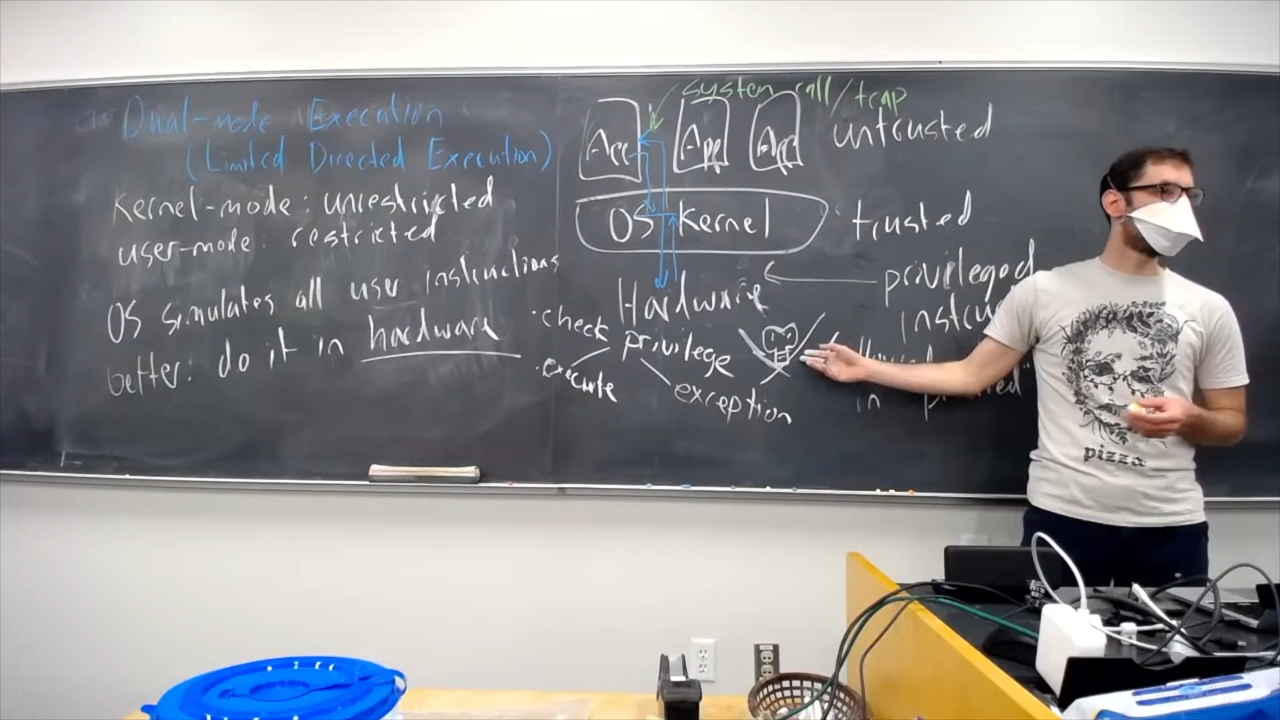 Dual-mode Execution
(Limited Directed Execution)
Kernel-mode: unrestricted
user-mode: restricted
OS simulates all user instructions
better: do it in hardware
system call/trap
App App App untrusted
OS Kernel trusted
Hardware privileged
• check privilege
• execute
exception
in
pizza